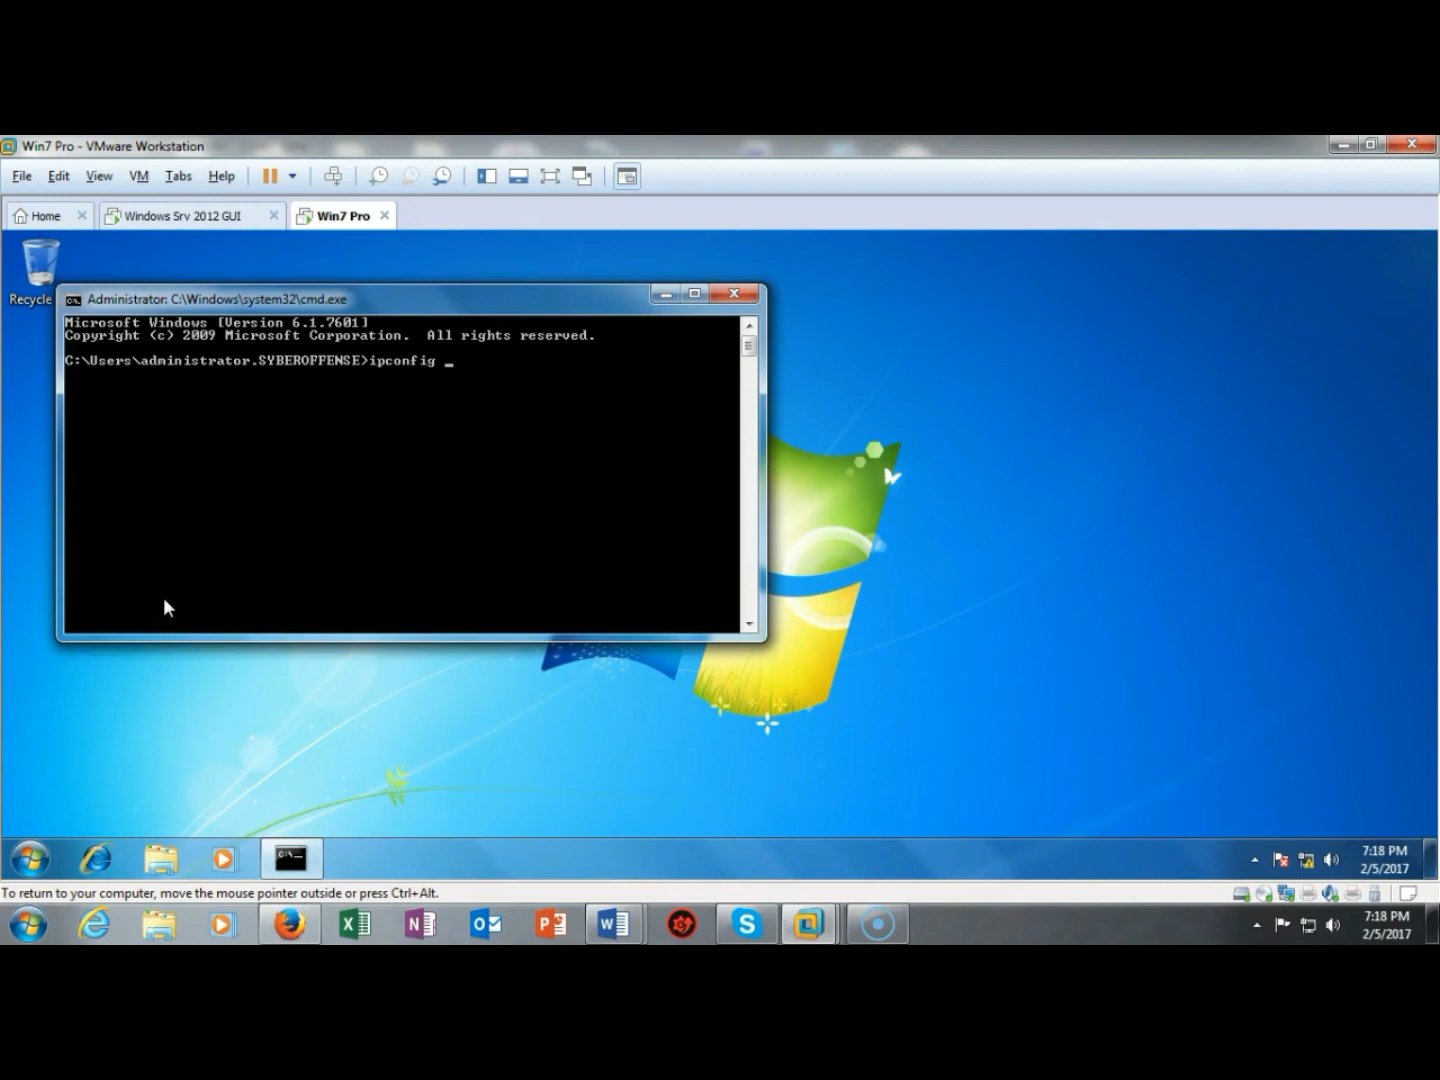 Win7 Pro - VMware Workstation
File Edit View VM Tabs Help
Home Windows Srv 2012 GUI Win7 Pro
Recycle
Administrator: C:\Windows\system32\cmd.exe
Microsoft Windows [Version 6.1.7601]
Copyright (c) 2009 Microsoft Corporation.  All rights reserved.
C:\Users\administrator.SYBEROFFENSE>ipconfig _
7:18 PM
2/5/2017
To return to your computer, move the mouse pointer outside or press Ctrl+Alt.
7:18 PM
2/5/2017